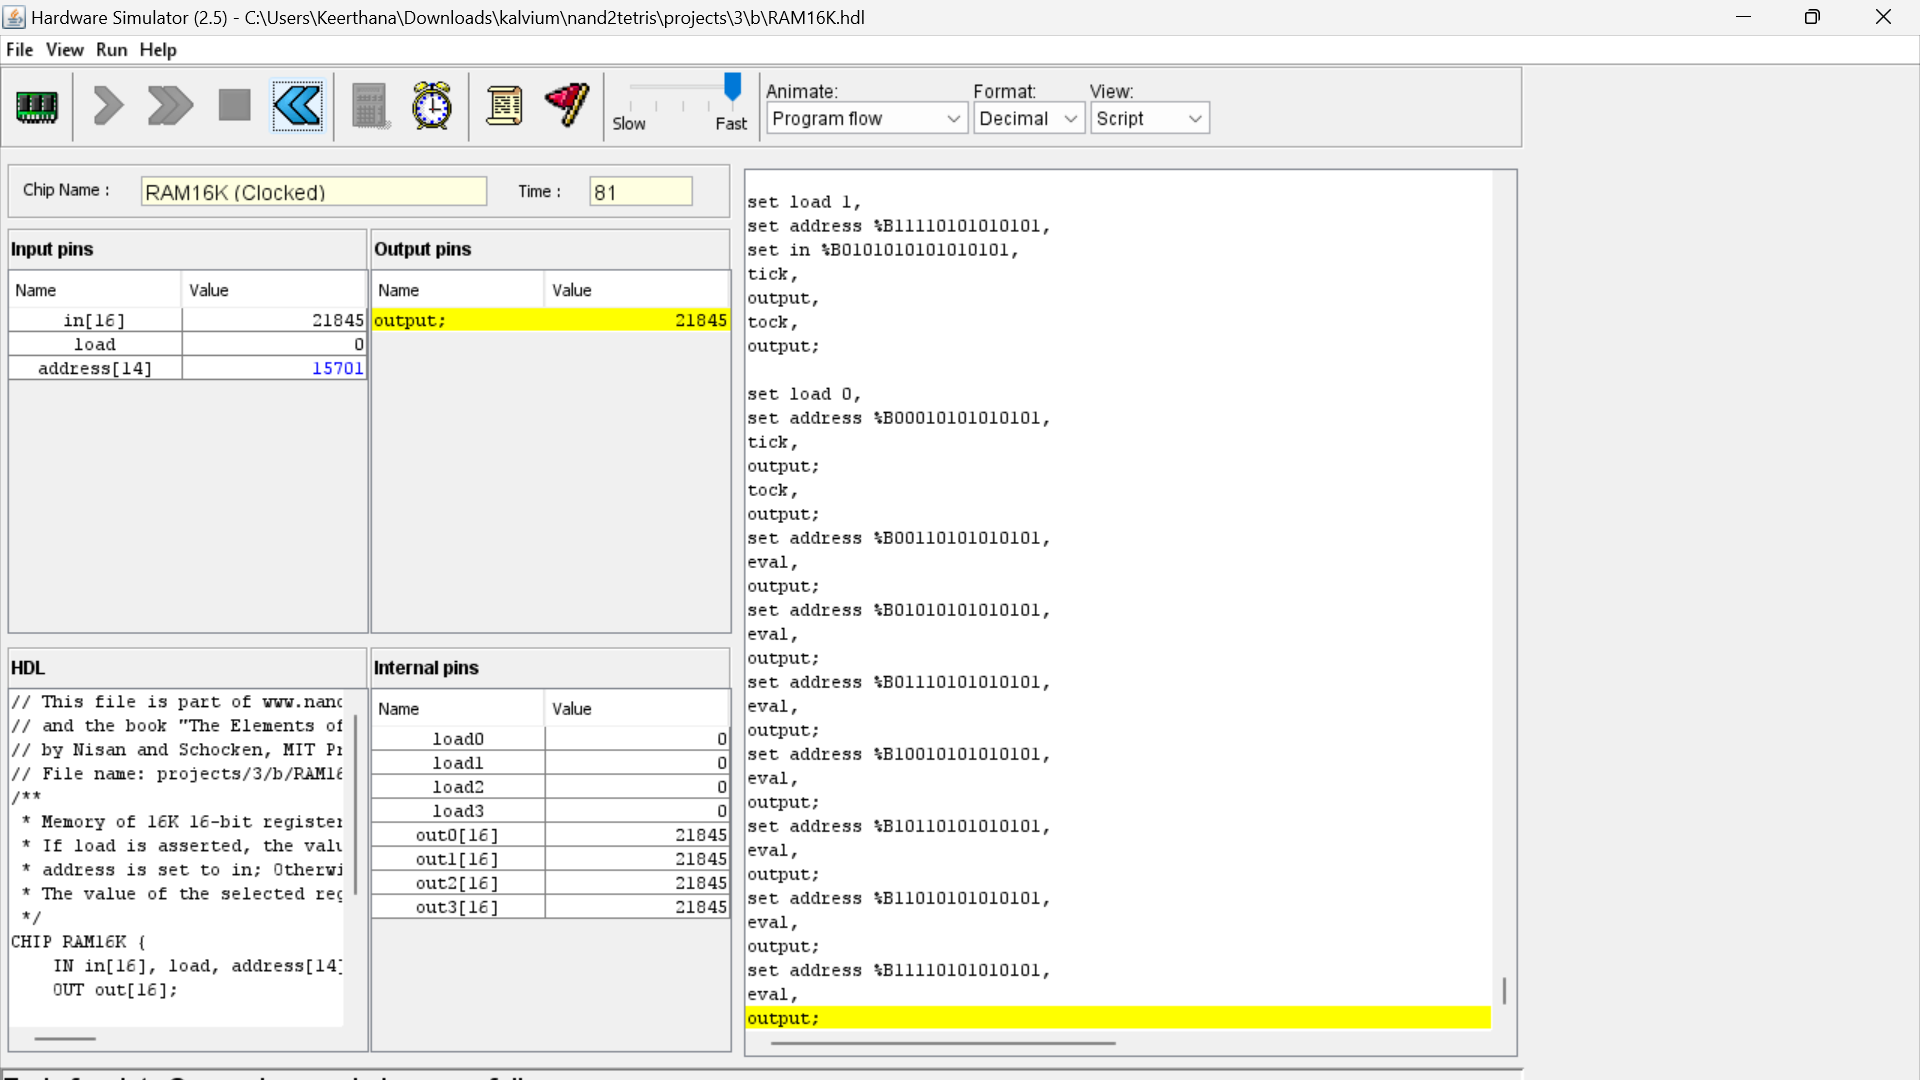 Hardware Simulator (2.5) - C:\Users\Keerthana\Downloads\kalvium\nand2tetris\projects\3\b\RAM16K.hdl
File View Run Help
Slow Fast
Animate:
Program flow
Format:
Decimal
View:
Script
Chip Name : RAM16K (Clocked) Time : 81
Input pins
Name Value
in[16] 21845
load 0
address[14] 15701
Output pins
Name Value
output; 21845
HDL
// This file is part of www.nand
// and the book "The Elements of
// by Nisan and Schocken, MIT Pr
// File name: projects/3/b/RAM16
/**
* Memory of 16K 16-bit register
* If load is asserted, the valu
* address is set to in; Otherwi
* The value of the selected reg
*/
CHIP RAM16K {
IN in[16], load, address[14]
OUT out[16];
Internal pins
Name Value
load0 0
load1 0
load2 0
load3 0
out0[16] 21845
out1[16] 21845
out2[16] 21845
out3[16] 21845
set load 1,
set address %B11110101010101,
set in %B0101010101010101,
tick,
output,
tock,
output;
set load 0,
set address %B00010101010101,
tick,
output;
tock,
output;
set address %B00110101010101,
eval,
output;
set address %B01010101010101,
eval,
output;
set address %B01110101010101,
eval,
output;
set address %B10010101010101,
eval,
output;
set address %B10110101010101,
eval,
output;
set address %B11010101010101,
eval,
output;
set address %B11110101010101,
eval,
output;